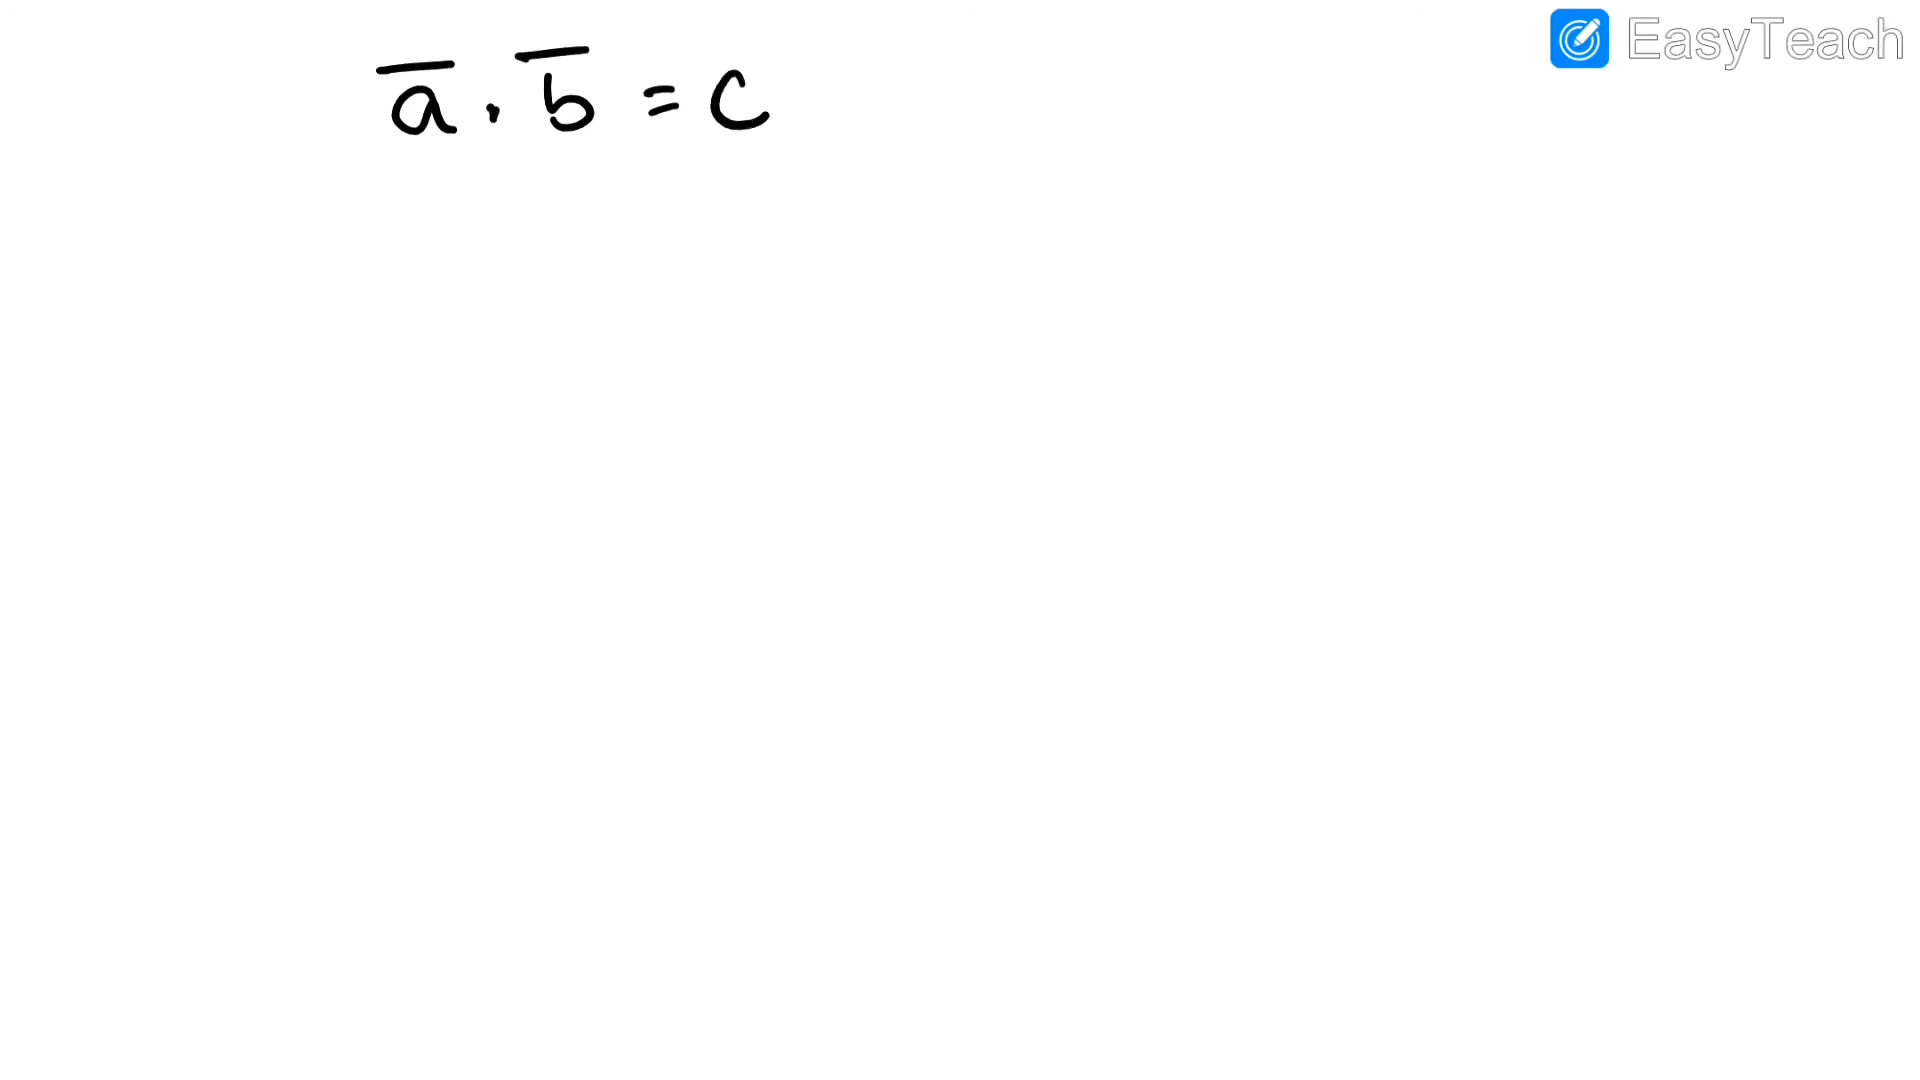 a̅ . b̅ = c
EasyTeach